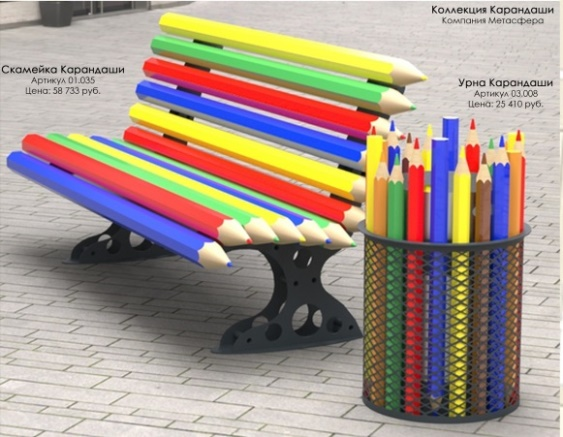 Коллекция Карандаши
Компания Метасфера
Скамейка Карандаши
Артикул 01.035
Цена: 58 733 руб.
Урна Карандаши
Артикул 03.008
Цена: 25 410 руб.